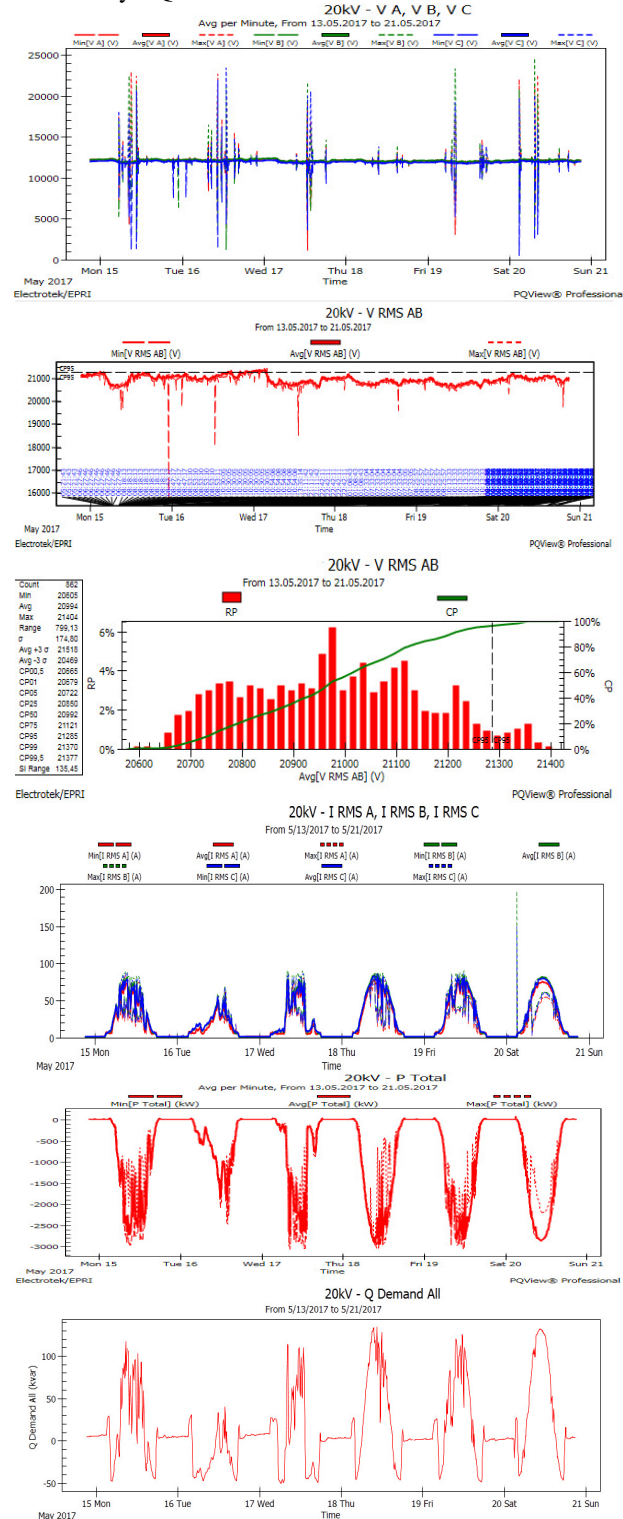 20kV - V A, V B, V C
Avg per Minute, From 13.05.2017 to 21.05.2017
Min[V A] (V) Avg[V A] (V) Max[V A] (V) Min[V B] (V) Avg[V B] (V) Max[V B] (V) Min[V C] (V) Avg[V C] (V) Max[V C] (V)
25000
20000
15000
10000
5000
0
Mon 15 Tue 16 Wed 17 Thu 18 Fri 19 Sat 20 Sun 21
May 2017 Time
Electrotek/EPRI PQView® Professional
20kV - V RMS AB
From 13.05.2017 to 21.05.2017
Min[V RMS AB] (V) Avg[V RMS AB] (V) Max[V RMS AB] (V)
CP95
CP95
21000
20000
19000
18000
17000
16000
Mon 15 Tue 16 Wed 17 Thu 18 Fri 19 Sat 20 Sun 21
May 2017 Time
Electrotek/EPRI PQView® Professional
20kV - V RMS AB
From 13.05.2017 to 21.05.2017
RP CP
Count 862
Min 20605
Avg 20994
Max 21404
Range 799,13
σ 174,80
Avg +3 σ 21518
Avg -3 σ 20469
CP00,5 20665
CP01 20679
CP05 20722
CP25 20850
CP50 20992
CP75 21121
CP95 21285
CP99 21370
CP99,5 21377
SI Range 135,45
RP
6%
4%
2%
0%
100%
80%
60%
40%
20%
0%
CP
CP95 CP95
20600 20700 20800 20900 21000 21100 21200 21300 21400
Avg[V RMS AB] (V)
Electrotek/EPRI PQView® Professional
20kV - I RMS A, I RMS B, I RMS C
From 5/13/2017 to 5/21/2017
Min[I RMS A] (A) Avg[I RMS A] (A) Max[I RMS A] (A) Min[I RMS B] (A) Avg[I RMS B] (A)
Max[I RMS B] (A) Min[I RMS C] (A) Avg[I RMS C] (A) Max[I RMS C] (A)
200
150
100
50
0
15 Mon 16 Tue 17 Wed 18 Thu 19 Fri 20 Sat 21 Sun
May 2017 Time
20kV - P Total
Avg per Minute, From 13.05.2017 to 21.05.2017
Min[P Total] (kW) Avg[P Total] (kW) Max[P Total] (kW)
0
-500
-1000
-1500
-2000
-2500
-3000
Mon 15 Tue 16 Wed 17 Thu 18 Fri 19 Sat 20 Sun 21
May 2017 Time
Electrotek/EPRI PQView® Professional
20kV - Q Demand All
From 5/13/2017 to 5/21/2017
Q Demand All (kvar)
100
50
0
-50
15 Mon 16 Tue 17 Wed 18 Thu 19 Fri 20 Sat 21 Sun
May 2017 Time